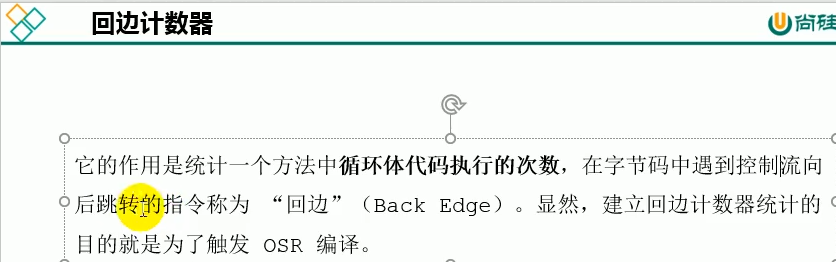 回边计数器
尚硅
它的作用是统计一个方法中循环体代码执行的次数，在字节码中遇到控制流向
后跳转的指令称为 “回边”（Back Edge）。显然，建立回边计数器统计的
目的就是为了触发 OSR 编译。